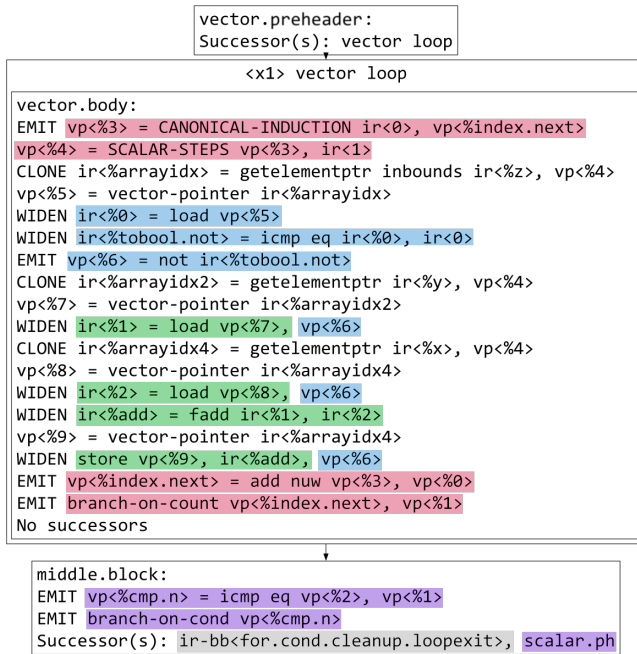 vector.preheader:
Successor(s): vector loop
<x1> vector loop
vector.body:
EMIT vp<%3> = CANONICAL-INDUCTION ir<0>, vp<%index.next>
vp<%4> = SCALAR-STEPS vp<%3>, ir<1>
CLONE ir<%arrayidx> = getelementptr inbounds ir<%z>, vp<%4>
vp<%5> = vector-pointer ir<%arrayidx>
WIDEN ir<%0> = load vp<%5>
WIDEN ir<%tobool.not> = icmp eq ir<%0>, ir<0>
EMIT vp<%6> = not ir<%tobool.not>
CLONE ir<%arrayidx2> = getelementptr ir<%y>, vp<%4>
vp<%7> = vector-pointer ir<%arrayidx2>
WIDEN ir<%1> = load vp<%7>, vp<%6>
CLONE ir<%arrayidx4> = getelementptr ir<%x>, vp<%4>
vp<%8> = vector-pointer ir<%arrayidx4>
WIDEN ir<%2> = load vp<%8>, vp<%6>
WIDEN ir<%add> = fadd ir<%1>, ir<%2>
vp<%9> = vector-pointer ir<%arrayidx4>
WIDEN store vp<%9>, ir<%add>, vp<%6>
EMIT vp<%index.next> = add nuw vp<%3>, vp<%0>
EMIT branch-on-count vp<%index.next>, vp<%1>
No successors
middle.block:
EMIT vp<%cmp.n> = icmp eq vp<%2>, vp<%1>
EMIT branch-on-cond vp<%cmp.n>
Successor(s): ir-bb<for.cond.cleanup.loopexit>, scalar.ph